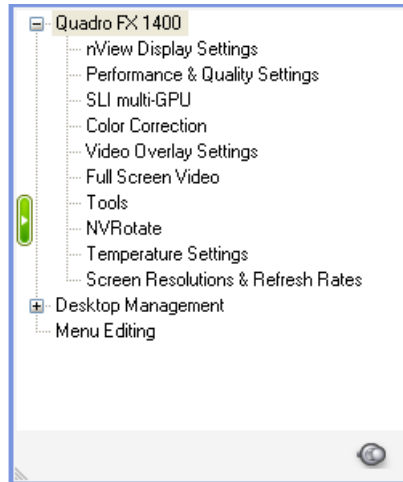 Quadro FX 1400
nView Display Settings
Performance & Quality Settings
SLI multi-GPU
Color Correction
Video Overlay Settings
Full Screen Video
Tools
NVRotate
Temperature Settings
Screen Resolutions & Refresh Rates
Desktop Management
Menu Editing